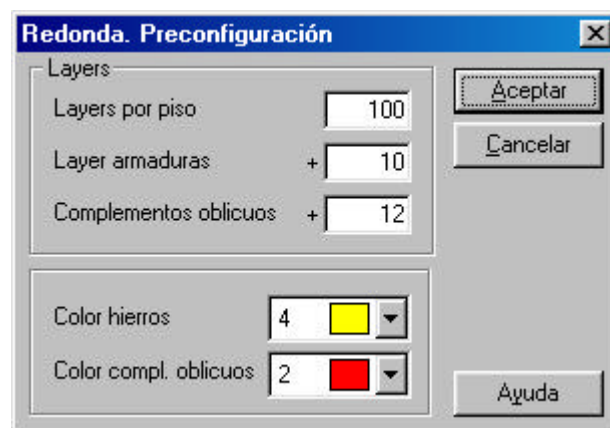 Redonda. Preconfiguración
Layers
Layers por piso 100
Layer armaduras + 10
Complementos oblicuos + 12
Color hierros 4
Color compl. oblicuos 2
Aceptar
Cancelar
Ayuda